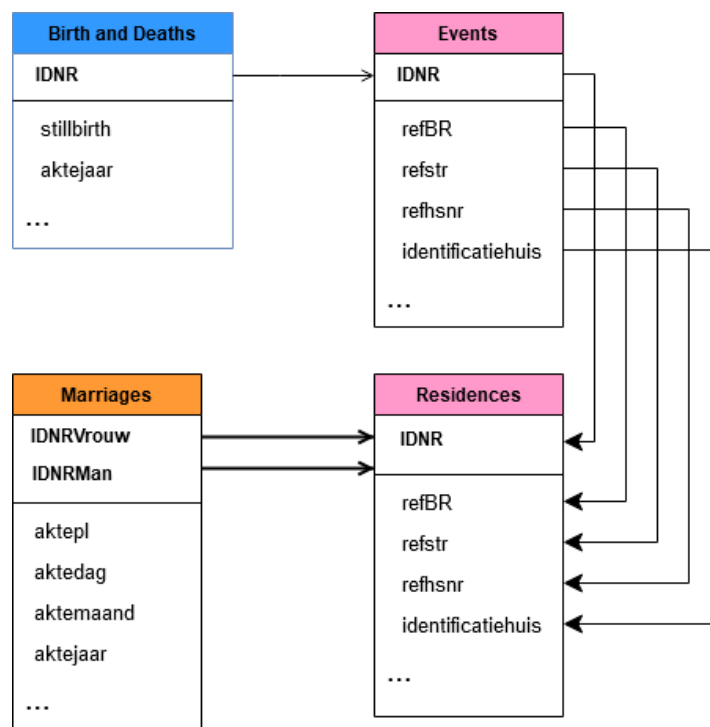 Birth and Deaths
IDNR
stillbirth
aktejaar
...
Events
IDNR
refBR
refstr
refhsnr
identificatiehuis
...
Marriages
IDNRVrouw
IDNRMan
aktepl
aktedag
aktemaand
aktejaar
...
Residences
IDNR
refBR
refstr
refhsnr
identificatiehuis
...